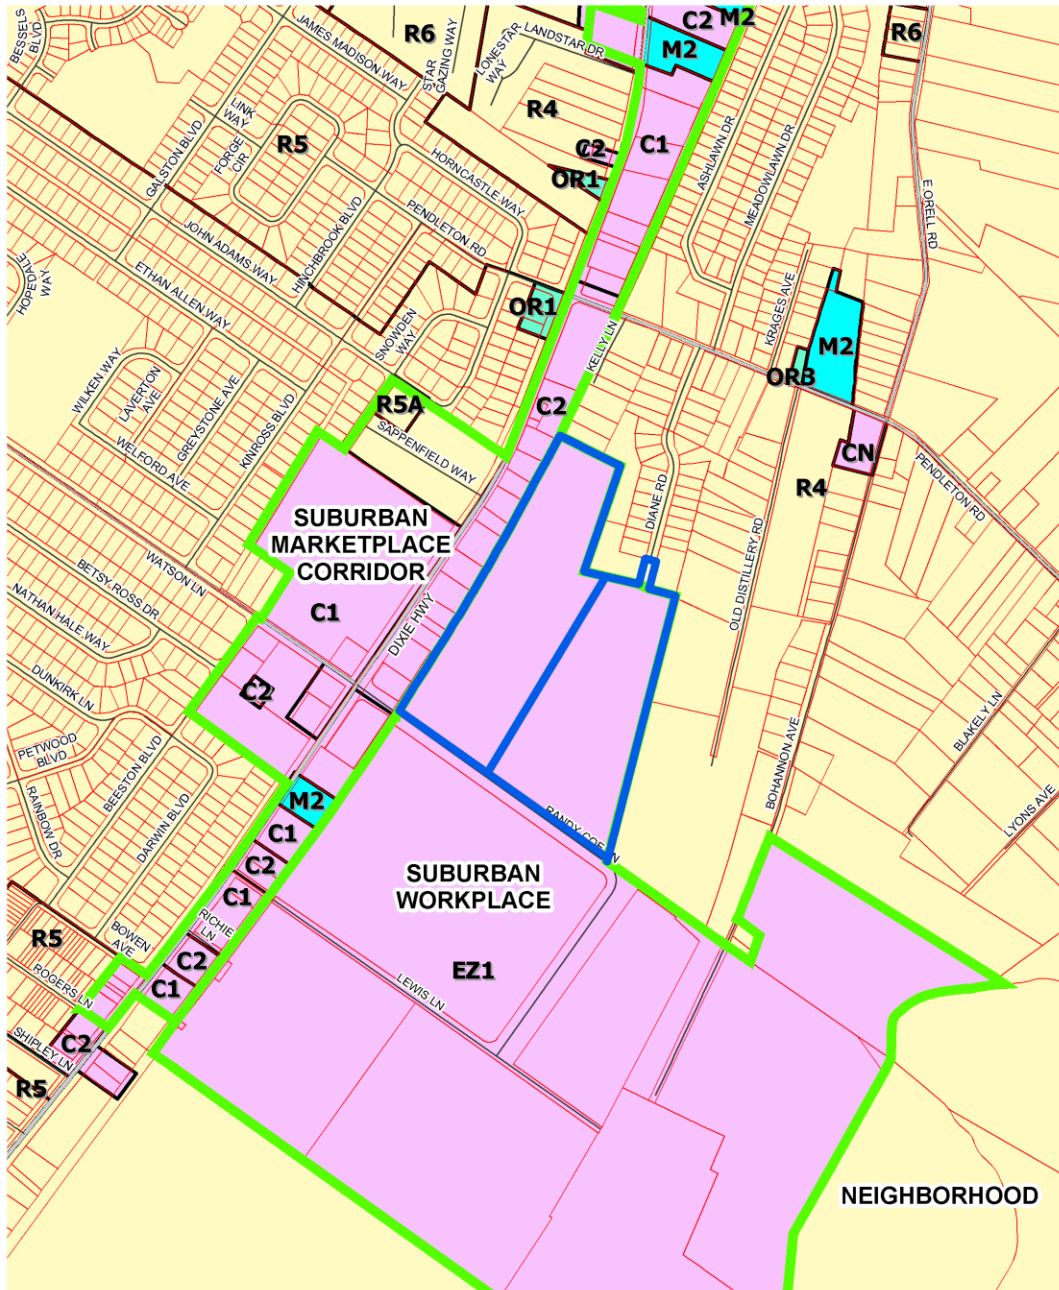 BESSELS
BLVD
JAMES MADISON WAY
R6
STAR
GAZING WAY
LONESTAR
WAY
LANDSTAR DR
C2
M2
M2
R6
LINK
WAY
FORGE
CIR
R5
GALSTON BLVD
R4
C2
OR1
C1
ASHLAWN DR
MEADOWLAWN DR
E ORELL RD
HORNCASTLE WAY
PENDLETON RD
HINCHBROOK BLVD
JOHN ADAMS WAY
ETHAN ALLEN WAY
HOPEDALE
WAY
SNOWDEN
WAY
OR1
KELLY LN
KRAGES AVE
M2
OR3
WILKEN WAY
LAVERTON
AVE
GREYSTONE AVE
KINROSS BLVD
WELFORD AVE
R5A
SAPPENFIELD WAY
C2
CN
R4
PENDLETON RD
DIANE RD
OLD DISTILLERY RD
SUBURBAN
MARKETPLACE
CORRIDOR
C1
WATSON LN
BETSY ROSS DR
NATHAN HALE WAY
DUNKIRK LN
DIXIE HWY
C2
PETWOOD
BLVD
BEESTON BLVD
RAINBOW DR
DARWIN BLVD
BOHANNON AVE
BLAKELY LN
LYONS AVE
M2
C1
C2
C1
RANDY COE LN
SUBURBAN
WORKPLACE
EZ1
BOWEN
AVE
RICHIE
LN
R5
ROGERS LN
C2
C1
LEWIS LN
SHIPLEY LN
C2
R5
NEIGHBORHOOD